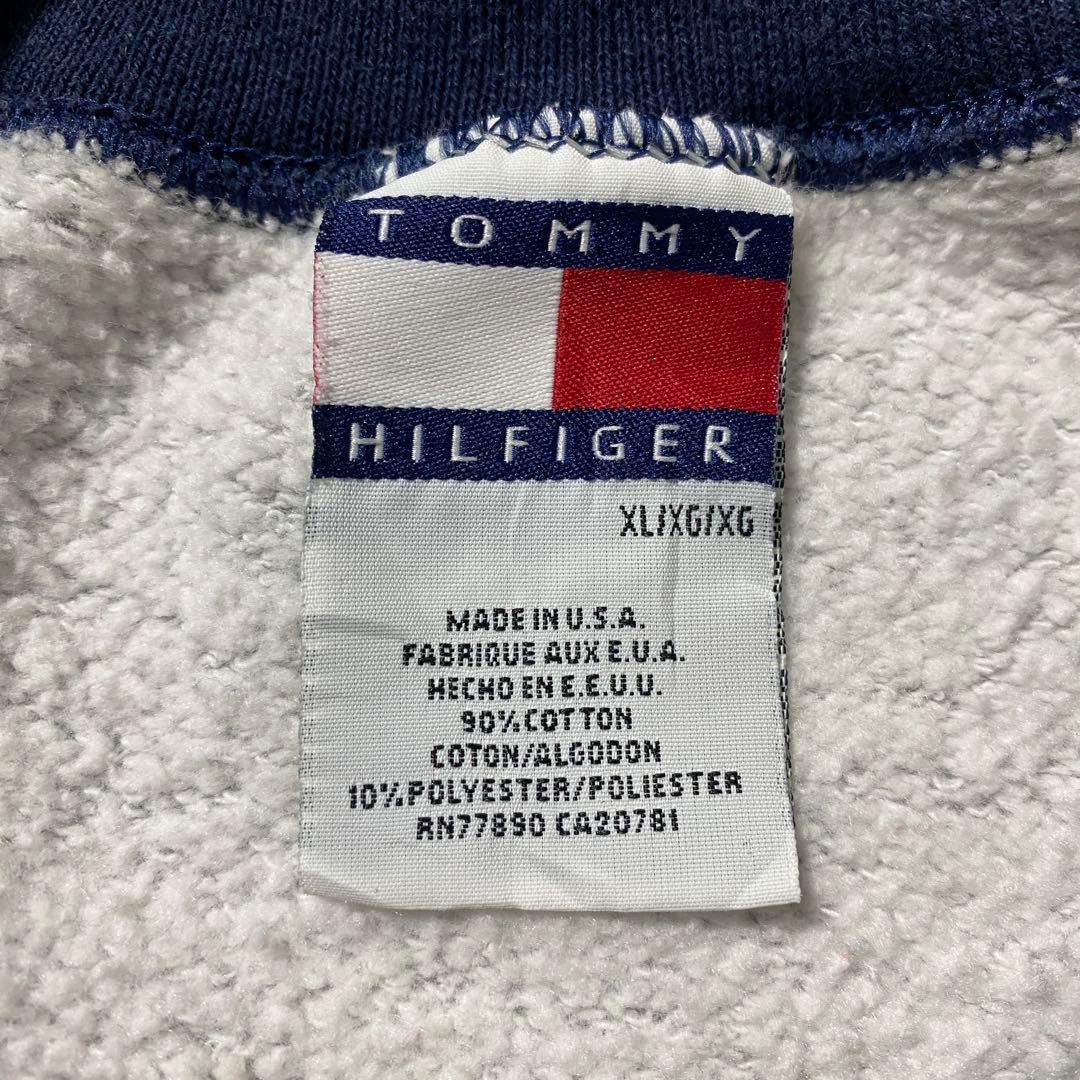 TOMMY
HILFIGER
XL/XG/XG
MADE IN U.S.A.
FABRIQUE AUX E.U.A.
HECHO EN E.E.U.U.
90% COTTON
COTON/ALGODON
10% POLYESTER/POLIESTER
RN77890 CA20781